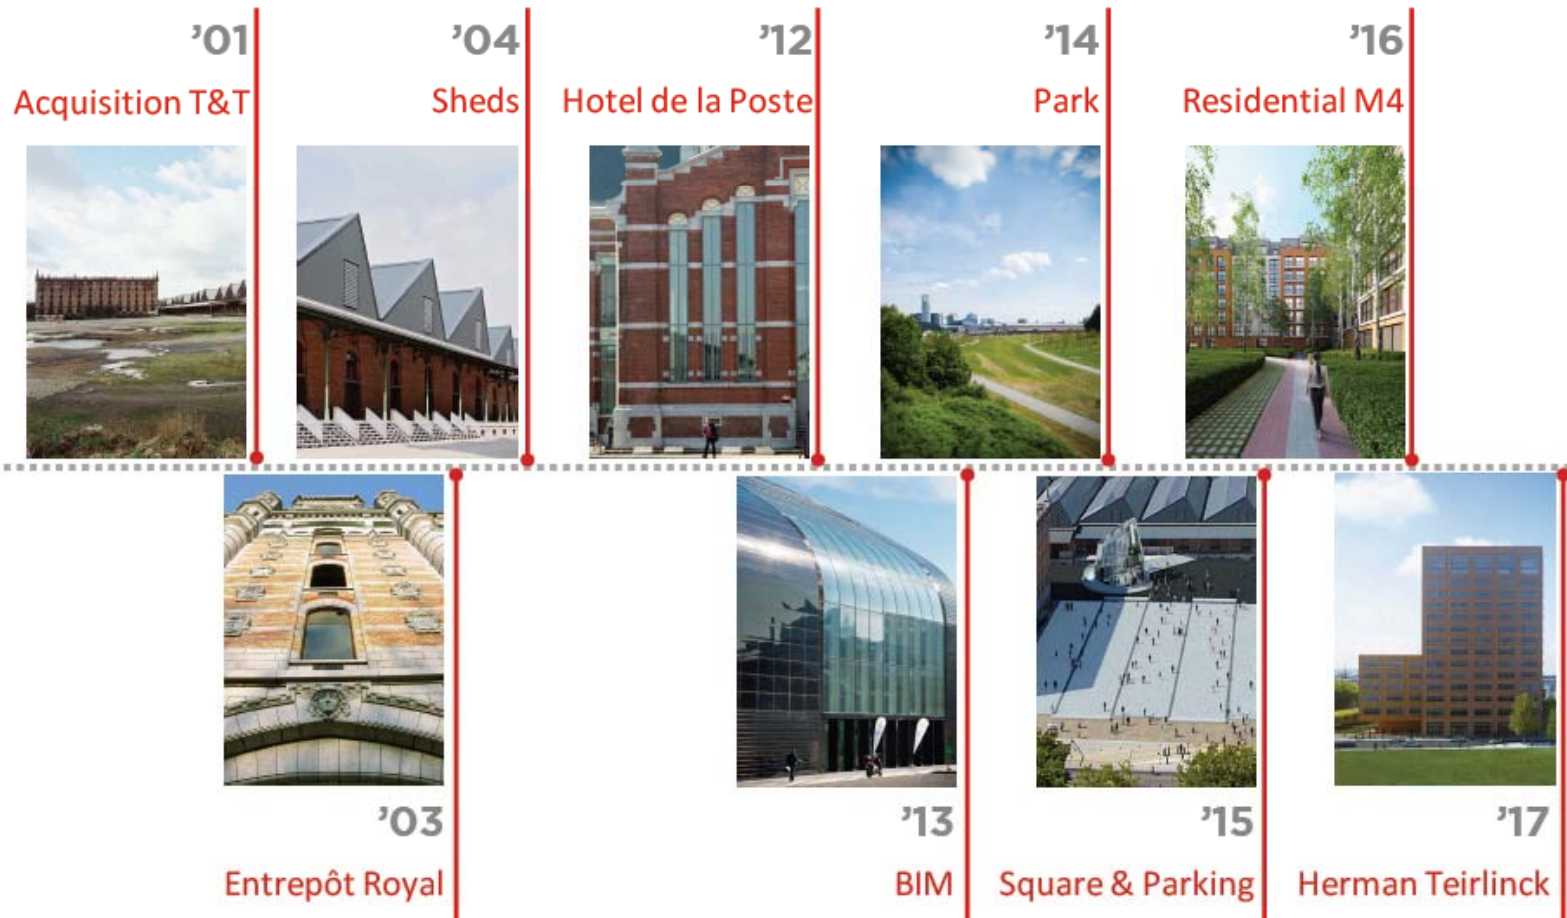 ’01
Acquisition T&T
’04
Sheds
’12
Hotel de la Poste
’14
Park
’16
Residential M4
’03
Entrepôt Royal
’13
BIM
’15
Square & Parking
’17
Herman Teirlinck